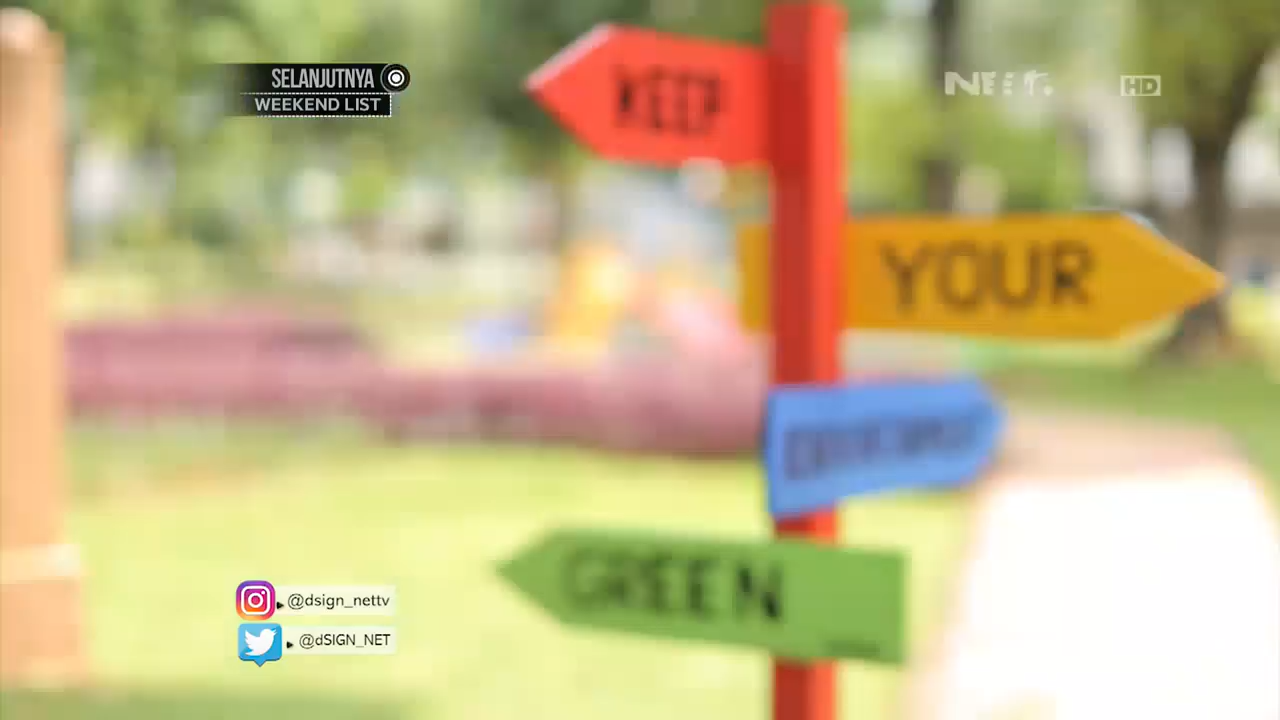 SELANJUTNYA
WEEKEND LIST
NET.
HD
KEEP
YOUR
GREEN
@dsign_nettv
@dSIGN_NET